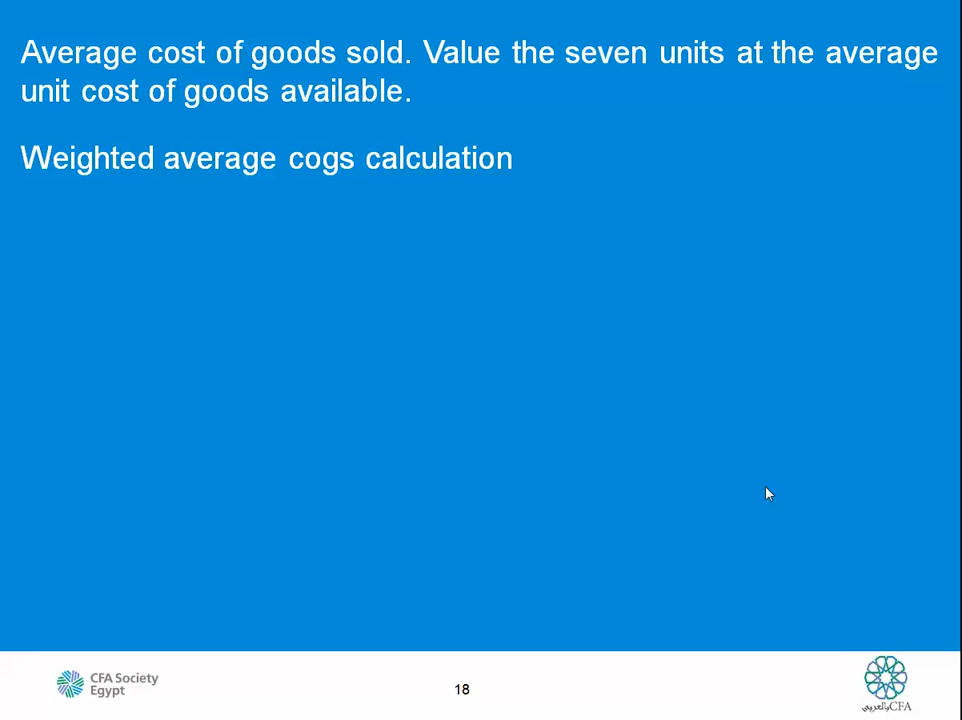 Average cost of goods sold. Value the seven units at the average
unit cost of goods available.
Weighted average cogs calculation
CFA Society
Egypt
18
CFAبالعربي